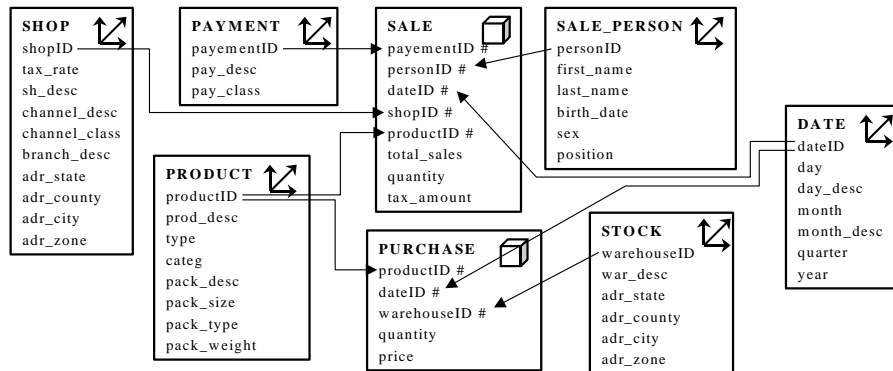 SHOP
shopID
tax_rate
sh_desc
channel_desc
channel_class
branch_desc
adr_state
adr_county
adr_city
adr_zone
PAYMENT
payementID
pay_desc
pay_class
SALE
payementID #
personID #
dateID #
shopID #
productID #
total_sales
quantity
tax_amount
SALE_PERSON
personID
first_name
last_name
birth_date
sex
position
DATE
dateID
day
day_desc
month
month_desc
quarter
year
PRODUCT
productID
prod_desc
type
categ
pack_desc
pack_size
pack_type
pack_weight
PURCHASE
productID #
dateID #
warehouseID #
quantity
price
STOCK
warehouseID
war_desc
adr_state
adr_county
adr_city
adr_zone